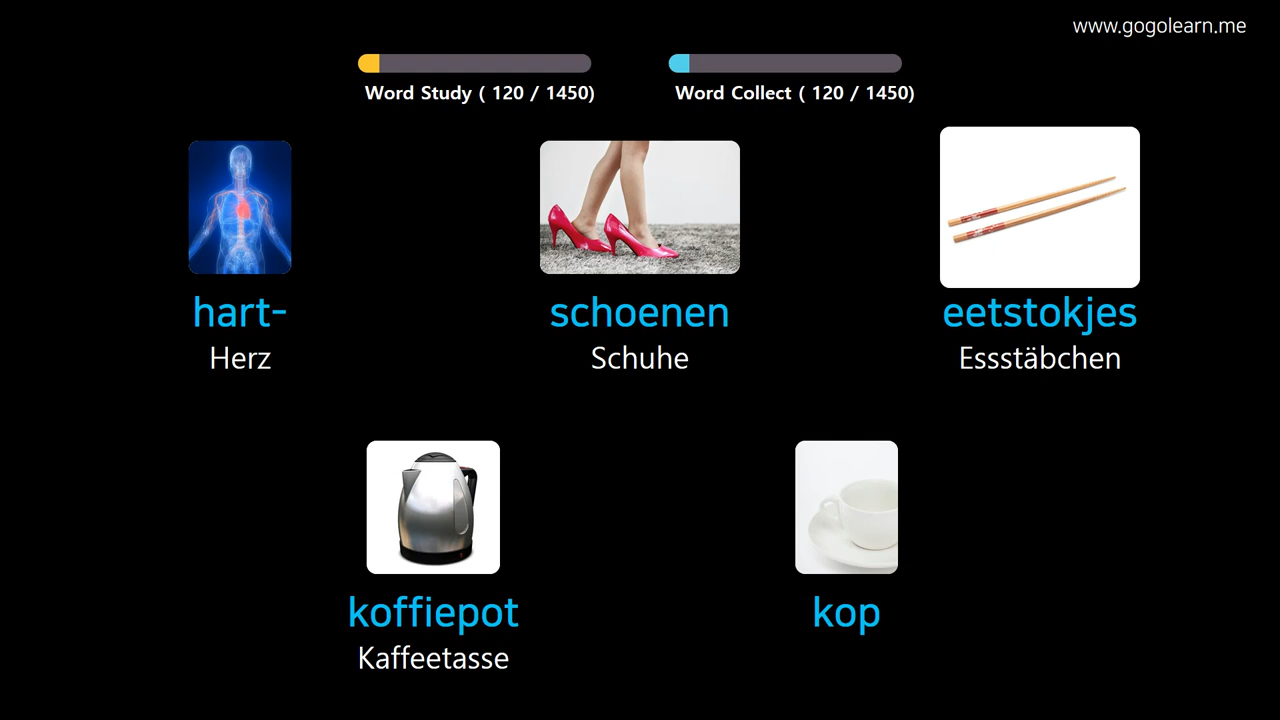 www.gogolearn.me
Word Study ( 120 / 1450)
Word Collect ( 120 / 1450)
hart-
Herz
schoenen
Schuhe
eetstokjes
Essstäbchen
koffiepot
Kaffeetasse
kop